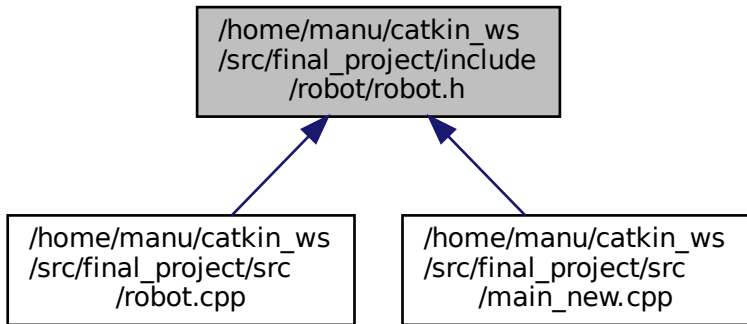 /home/manu/catkin_ws
/src/final_project/include
/robot/robot.h
/home/manu/catkin_ws
/src/final_project/src
/robot.cpp
/home/manu/catkin_ws
/src/final_project/src
/main_new.cpp